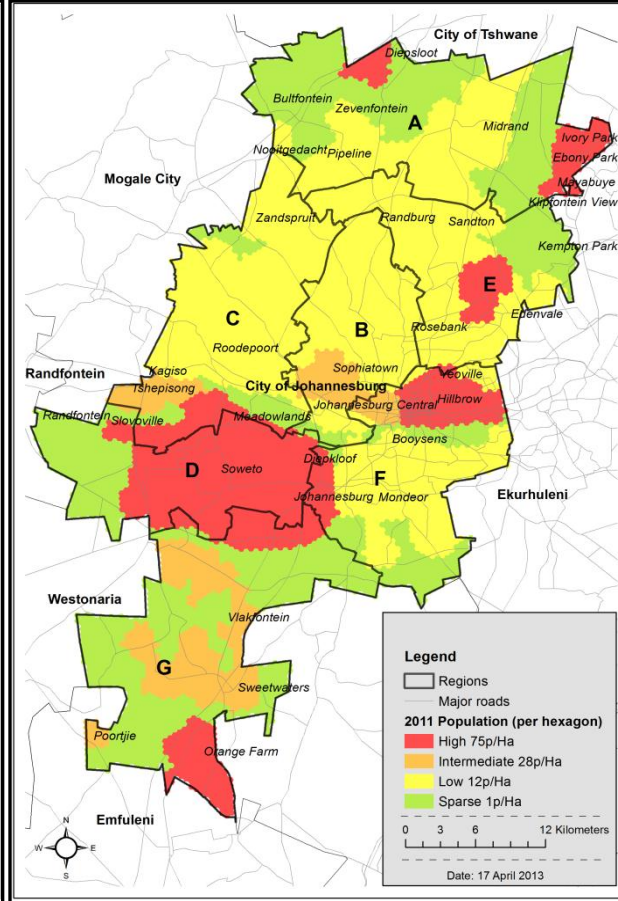 City of Tshwane
Diepsloot
Bultfontein
Zevenfontein
A
Midrand
Ivory Park
Nooitgedacht
Pipeline
Ebony Park
Mogale City
Mayabuye
Klipfontein View
Zandspruit
Randburg
Sandton
Kempton Park
E
C
B
Edenvale
Rosebank
Roodepoort
Sophiatown
Randfontein
Kagiso
Yeoville
Tshepisong
City of Johannesburg
Hillbrow
Randfontein
Slovoville
Meadowlands
Johannesburg Central
Booysens
Diepkloof
D
Soweto
F
Johannesburg
Mondeor
Ekurhuleni
Westonaria
Vlakfontein
G
Sweetwaters
Poortjie
Orange Farm
Emfuleni
N
W
E
S
Legend
Regions
Major roads
2011 Population (per hexagon)
High 75p/Ha
Intermediate 28p/Ha
Low 12p/Ha
Sparse 1p/Ha
0 3 6 12 Kilometers
Date: 17 April 2013